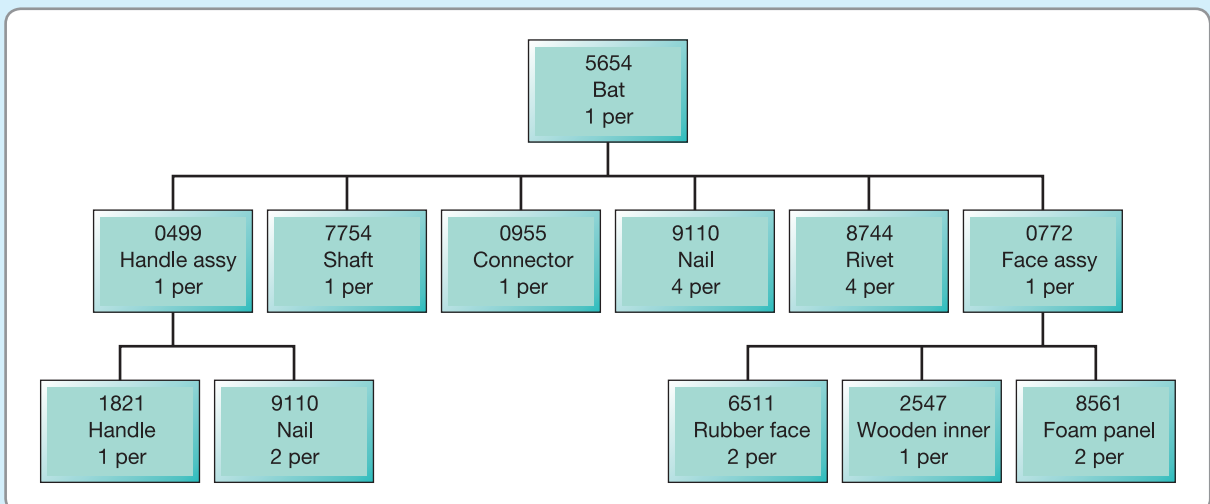 5654
Bat
1 per
0499
Handle assy
1 per
7754
Shaft
1 per
0955
Connector
1 per
9110
Nail
4 per
8744
Rivet
4 per
0772
Face assy
1 per
1821
Handle
1 per
9110
Nail
2 per
6511
Rubber face
2 per
2547
Wooden inner
1 per
8561
Foam panel
2 per